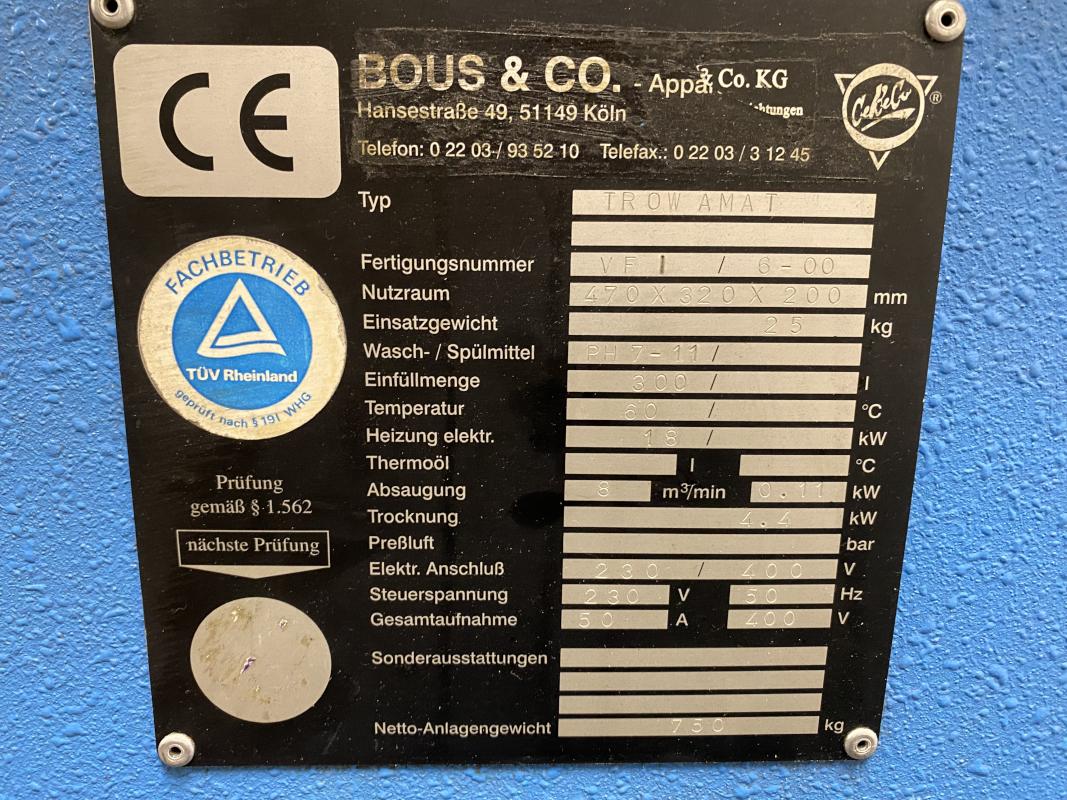 CE
BOUS & CO. - Appa
& Co. KG
Hansestraße 49, 51149 Köln
Telefon: 0 22 03 / 93 52 10 Telefax.: 0 22 03 / 3 12 45
CeKeCo ®
FACHBETRIEB
TÜV Rheinland
geprüft nach § 19 l WHG
Prüfung
gemäß § 1.562
nächste Prüfung
Typ TROWAMAT
Fertigungsnummer VF I / 6-00
Nutzraum 470 X 320 X 200 mm
Einsatzgewicht 25 kg
Wasch- / Spülmittel PH 7-11 /
Einfüllmenge 300 / l
Temperatur 60 / °C
Heizung elektr. 18 / kW
Thermoöl l °C
Absaugung 8 m³/min 0.11 kW
Trocknung 4.4 kW
Preßluft bar
Elektr. Anschluß 230 / 400 V
Steuerspannung 230 V 50 Hz
Gesamtaufnahme 50 A 400 V
Sonderausstattungen
Netto-Anlagengewicht 750 kg